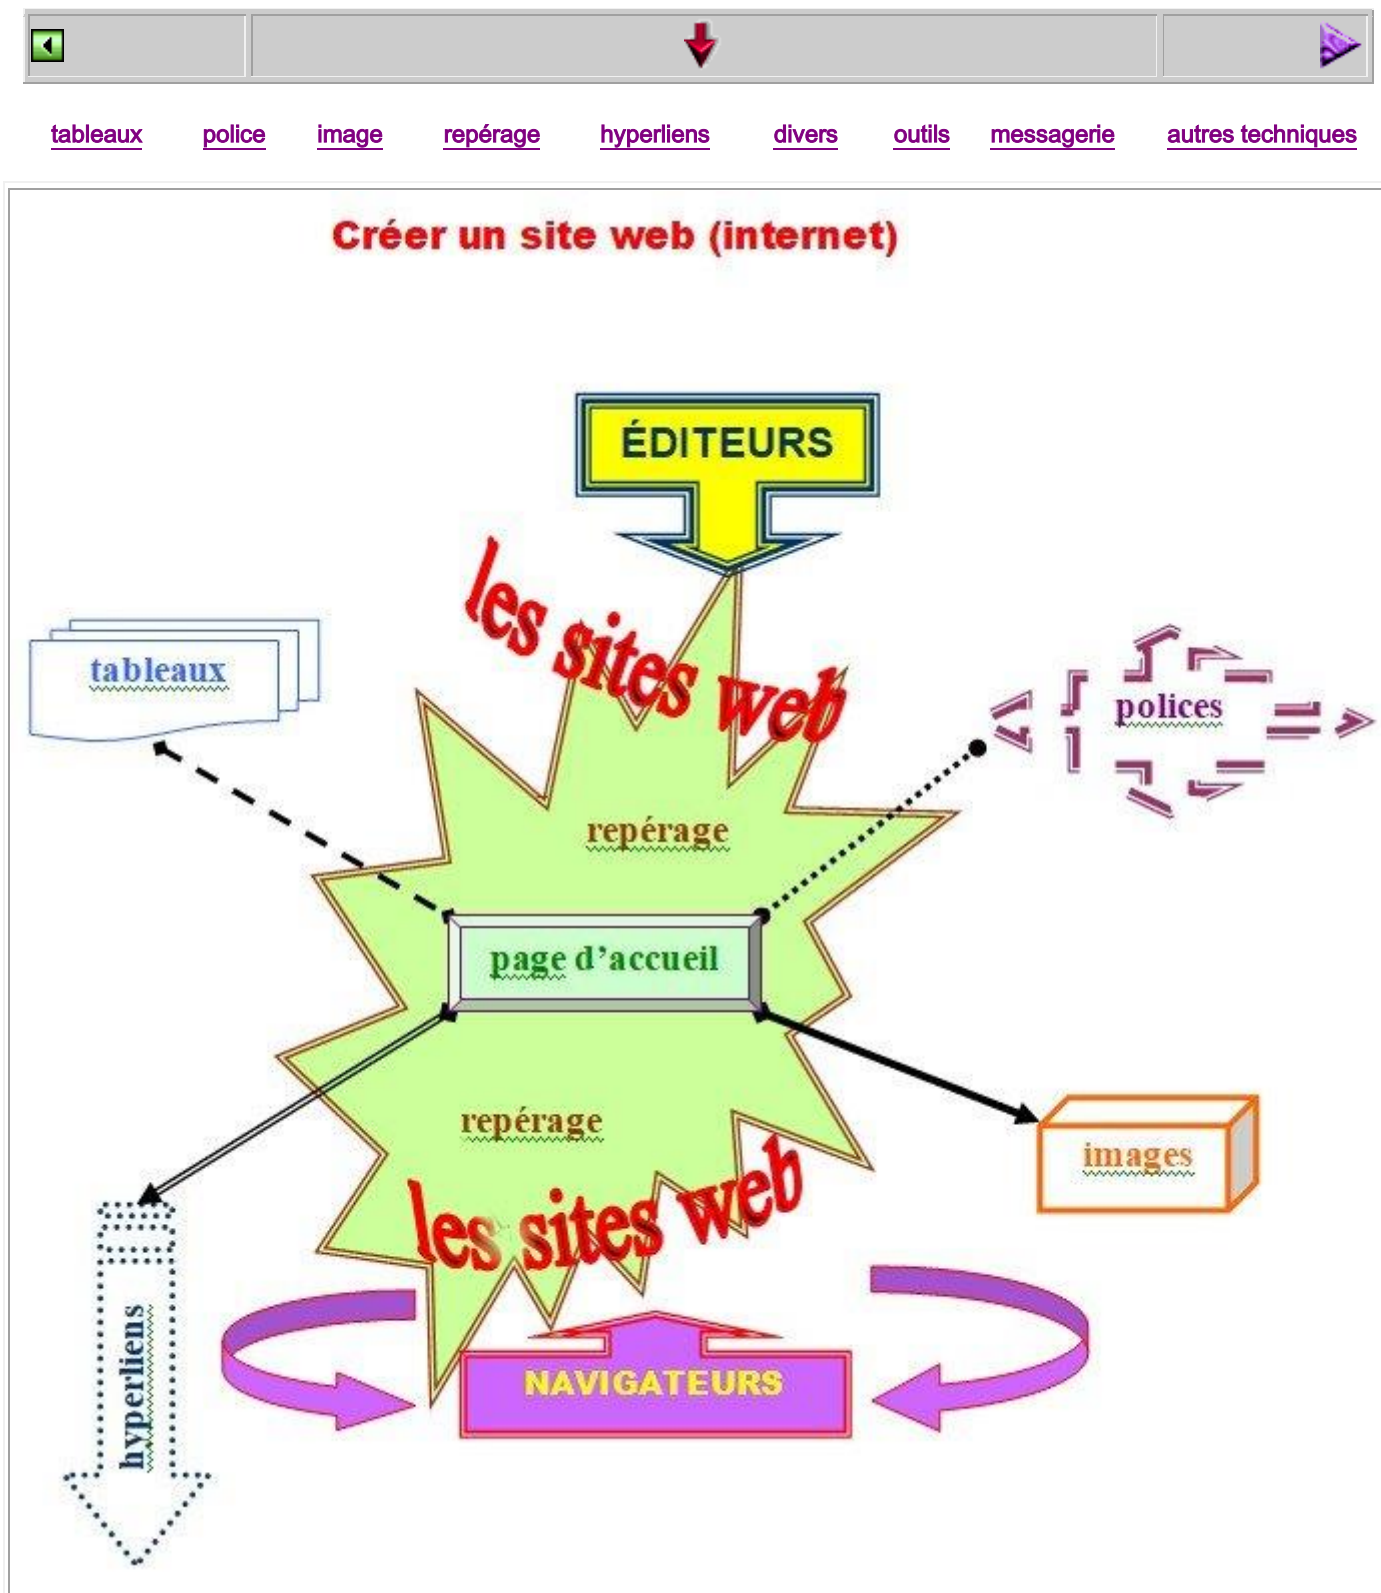 tableaux police image repérage hyperliens divers outils messagerie autres techniques
Créer un site web (internet)
ÉDITEURS
les sites web
tableaux
polices
repérage
page d’accueil
repérage
images
les sites web
hyperliens
NAVIGATEURS